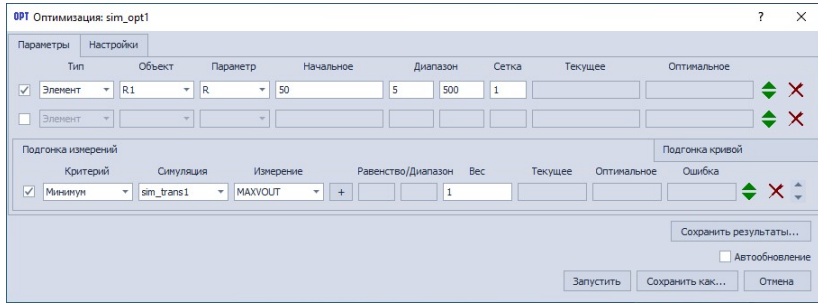 OPT Оптимизация: sim_opt1 ?
Параметры Настройки
Тип Объект Параметр Начальное Диапазон Сетка Текущее Оптимальное
Элемент R1 R 50 5 500 1
Элемент
Подгонка измерений Подгонка кривой
Критерий Симуляция Измерение Равенство/Диапазон Вес Текущее Оптимальное Ошибка
Минимум sim_trans1 MAXVOUT + 1
Сохранить результаты...
Автообновление
Запустить Сохранить как... Отмена